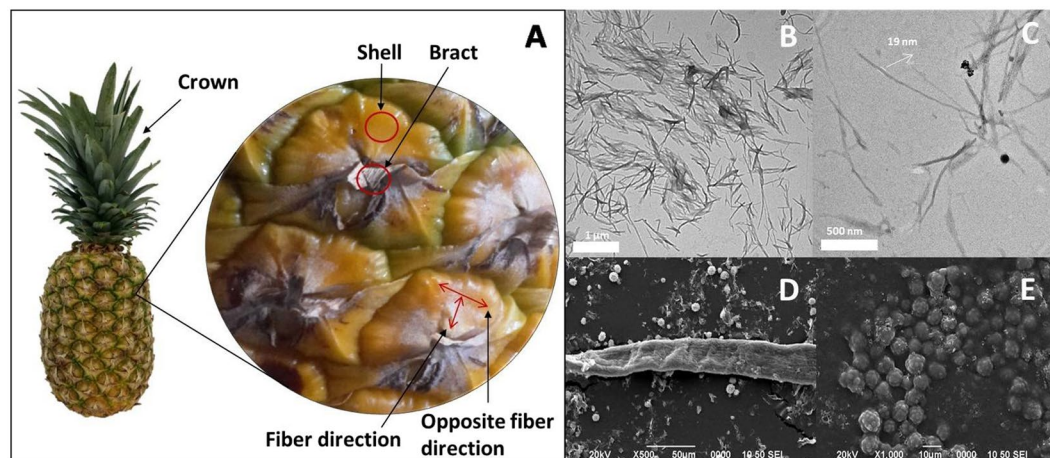 A
Shell
Bract
Crown
Fiber direction
Opposite fiber
direction
B
1 µm
C
19 nm
500 nm
D
20kV X500 50µm 0000 10 50 SEI
E
20kV X1,000 10µm 0000 10 50 SEI